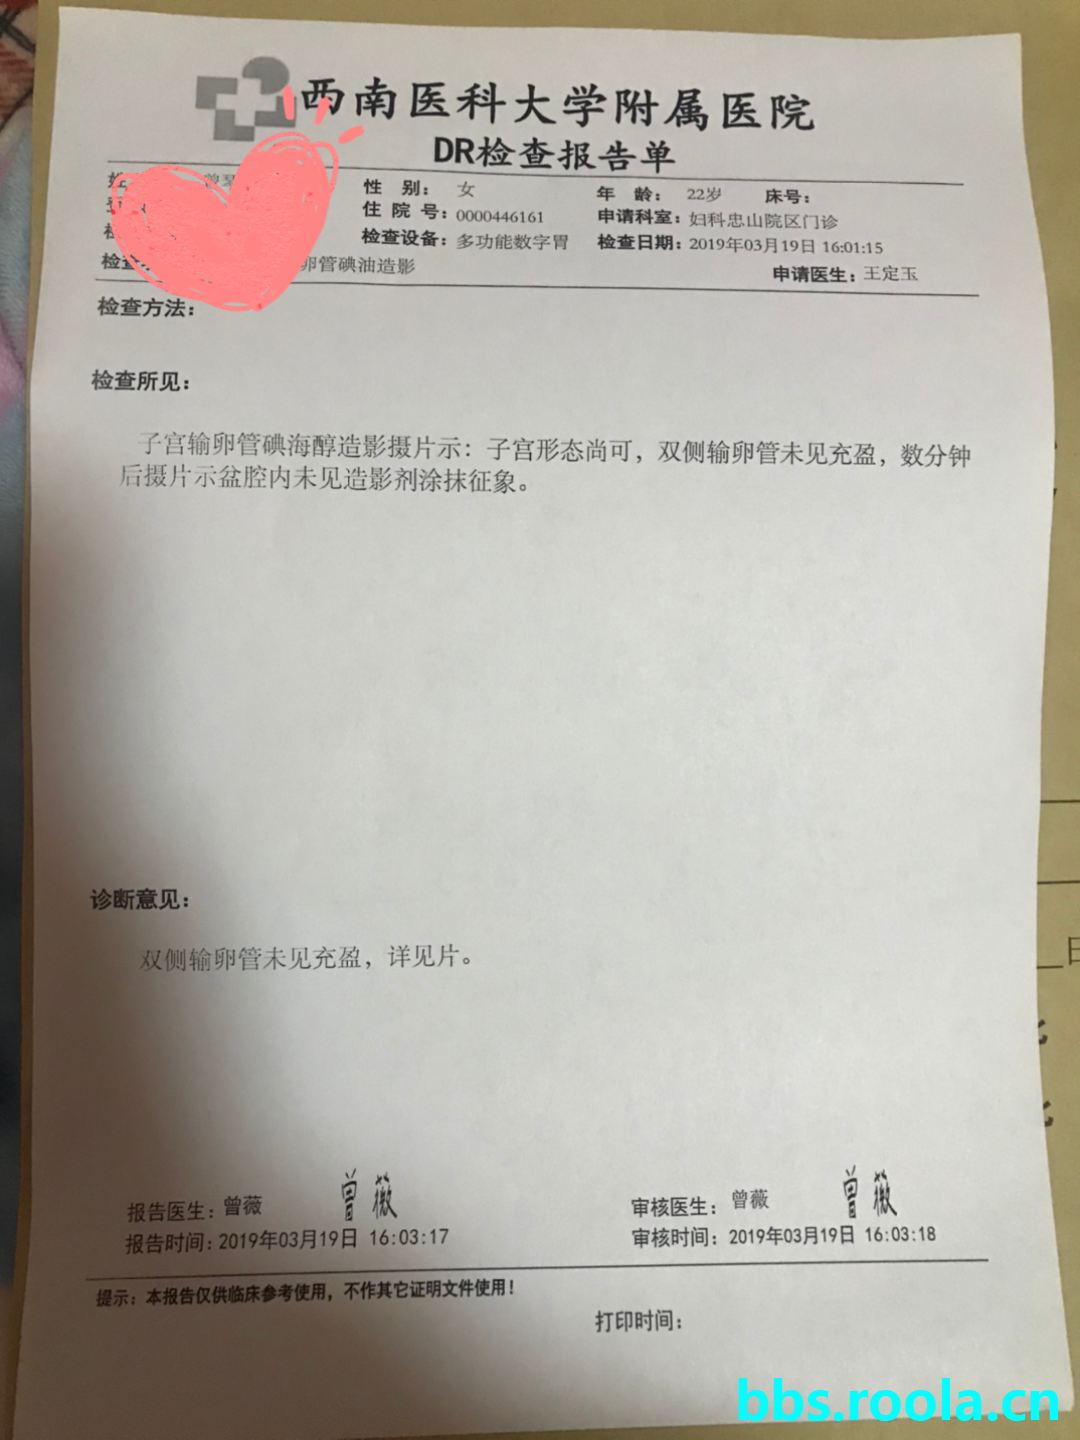 西南医科大学附属医院
DR检查报告单
性 别： 女 年 龄： 22岁 床号：
住 院 号：0000446161 申请科室：妇科忠山院区门诊
检查设备：多功能数字胃 检查日期：2019年03月19日 16:01:15
检查 卵管碘油造影 申请医生：王定玉
检查方法：
检查所见：
子宫输卵管碘海醇造影摄片示：子宫形态尚可，双侧输卵管未见充盈，数分钟
后摄片示盆腔内未见造影剂涂抹征象。
诊断意见：
双侧输卵管未见充盈，详见片。
报告医生：曾薇 曾薇 审核医生：曾薇 曾薇
报告时间：2019年03月19日 16:03:17 审核时间：2019年03月19日 16:03:18
提示：本报告仅供临床参考使用，不作其它证明文件使用！
打印时间：
bbs.roola.cn